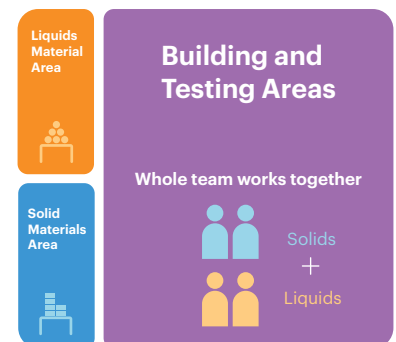 Liquids
Material
Area
Building and
Testing Areas
Whole team works together
Solid
Materials
Area
Solids
+
Liquids